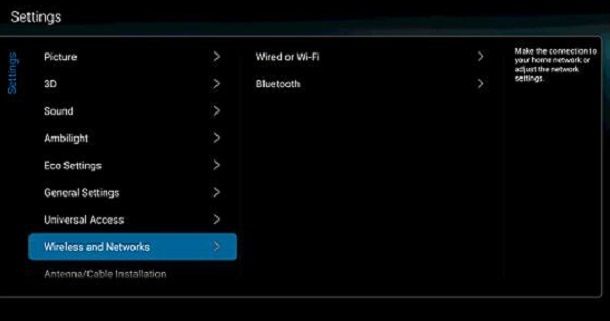 Settings
Settings
Picture
3D
Sound
Ambilight
Eco Settings
General Settings
Universal Access
Wireless and Networks
Antenna/Cable Installation
Wired or Wi-Fi
Bluetooth
Make the connection to
your home network or
adjust the network
settings.